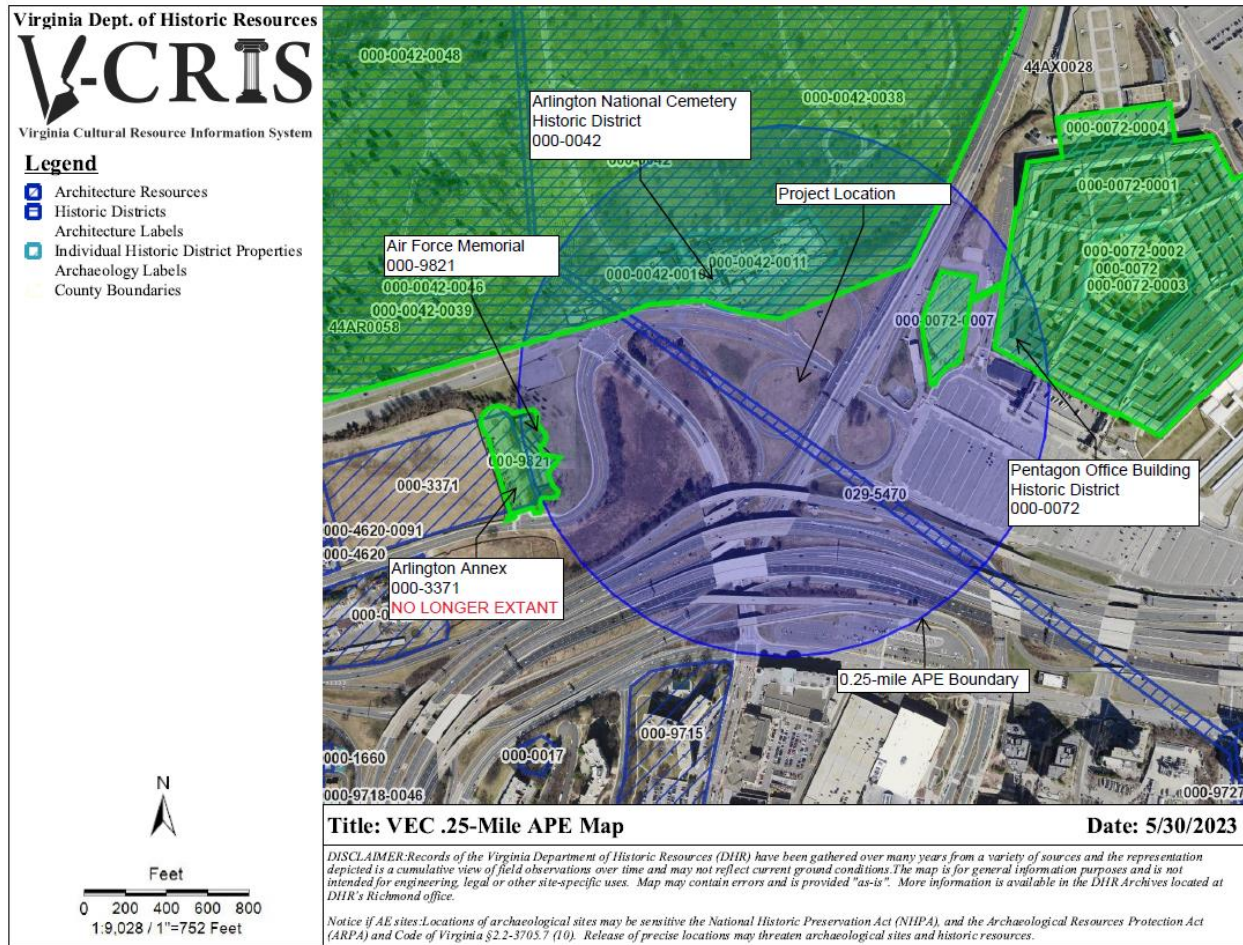 Virginia Dept. of Historic Resources
V-CRIS
Virginia Cultural Resource Information System
Legend
Architecture Resources
Historic Districts
Architecture Labels
Individual Historic District Properties
Archaeology Labels
County Boundaries
N
Feet
0 200 400 600 800
1:9,028 / 1"=752 Feet
000-0042-0048
44AX0028
Arlington National Cemetery
Historic District
000-0042
000-0042-0038
000-0072-0004
000-0072-0001
Project Location
Air Force Memorial
000-9821
000-0042-0046
000-0042-0039
44AR0058
000-0042-0011
000-0072-0002
000-0072
000-0072-0003
000-0072-0007
000-9821
000-3371
000-4620-0091
000-4620
029-5470
Pentagon Office Building
Historic District
000-0072
Arlington Annex
000-3371
NO LONGER EXTANT
0.25-mile APE Boundary
000-9715
000-0017
000-1660
000-9718-0046
000-9727
Title: VEC .25-Mile APE Map
Date: 5/30/2023
DISCLAIMER:Records of the Virginia Department of Historic Resources (DHR) have been gathered over many years from a variety of sources and the representation
depicted is a cumulative view of field observations over time and may not reflect current ground conditions.The map is for general information purposes and is not
intended for engineering, legal or other site-specific uses.  Map may contain errors and is provided "as-is".  More information is available in the DHR Archives located at
DHR's Richmond office.
Notice if AE sites:Locations of archaeological sites may be sensitive the National Historic Preservation Act (NHPA), and the Archaeological Resources Protection Act
(ARPA) and Code of Virginia §2.2-3705.7 (10).  Release of precise locations may threaten archaeological sites and historic resources.